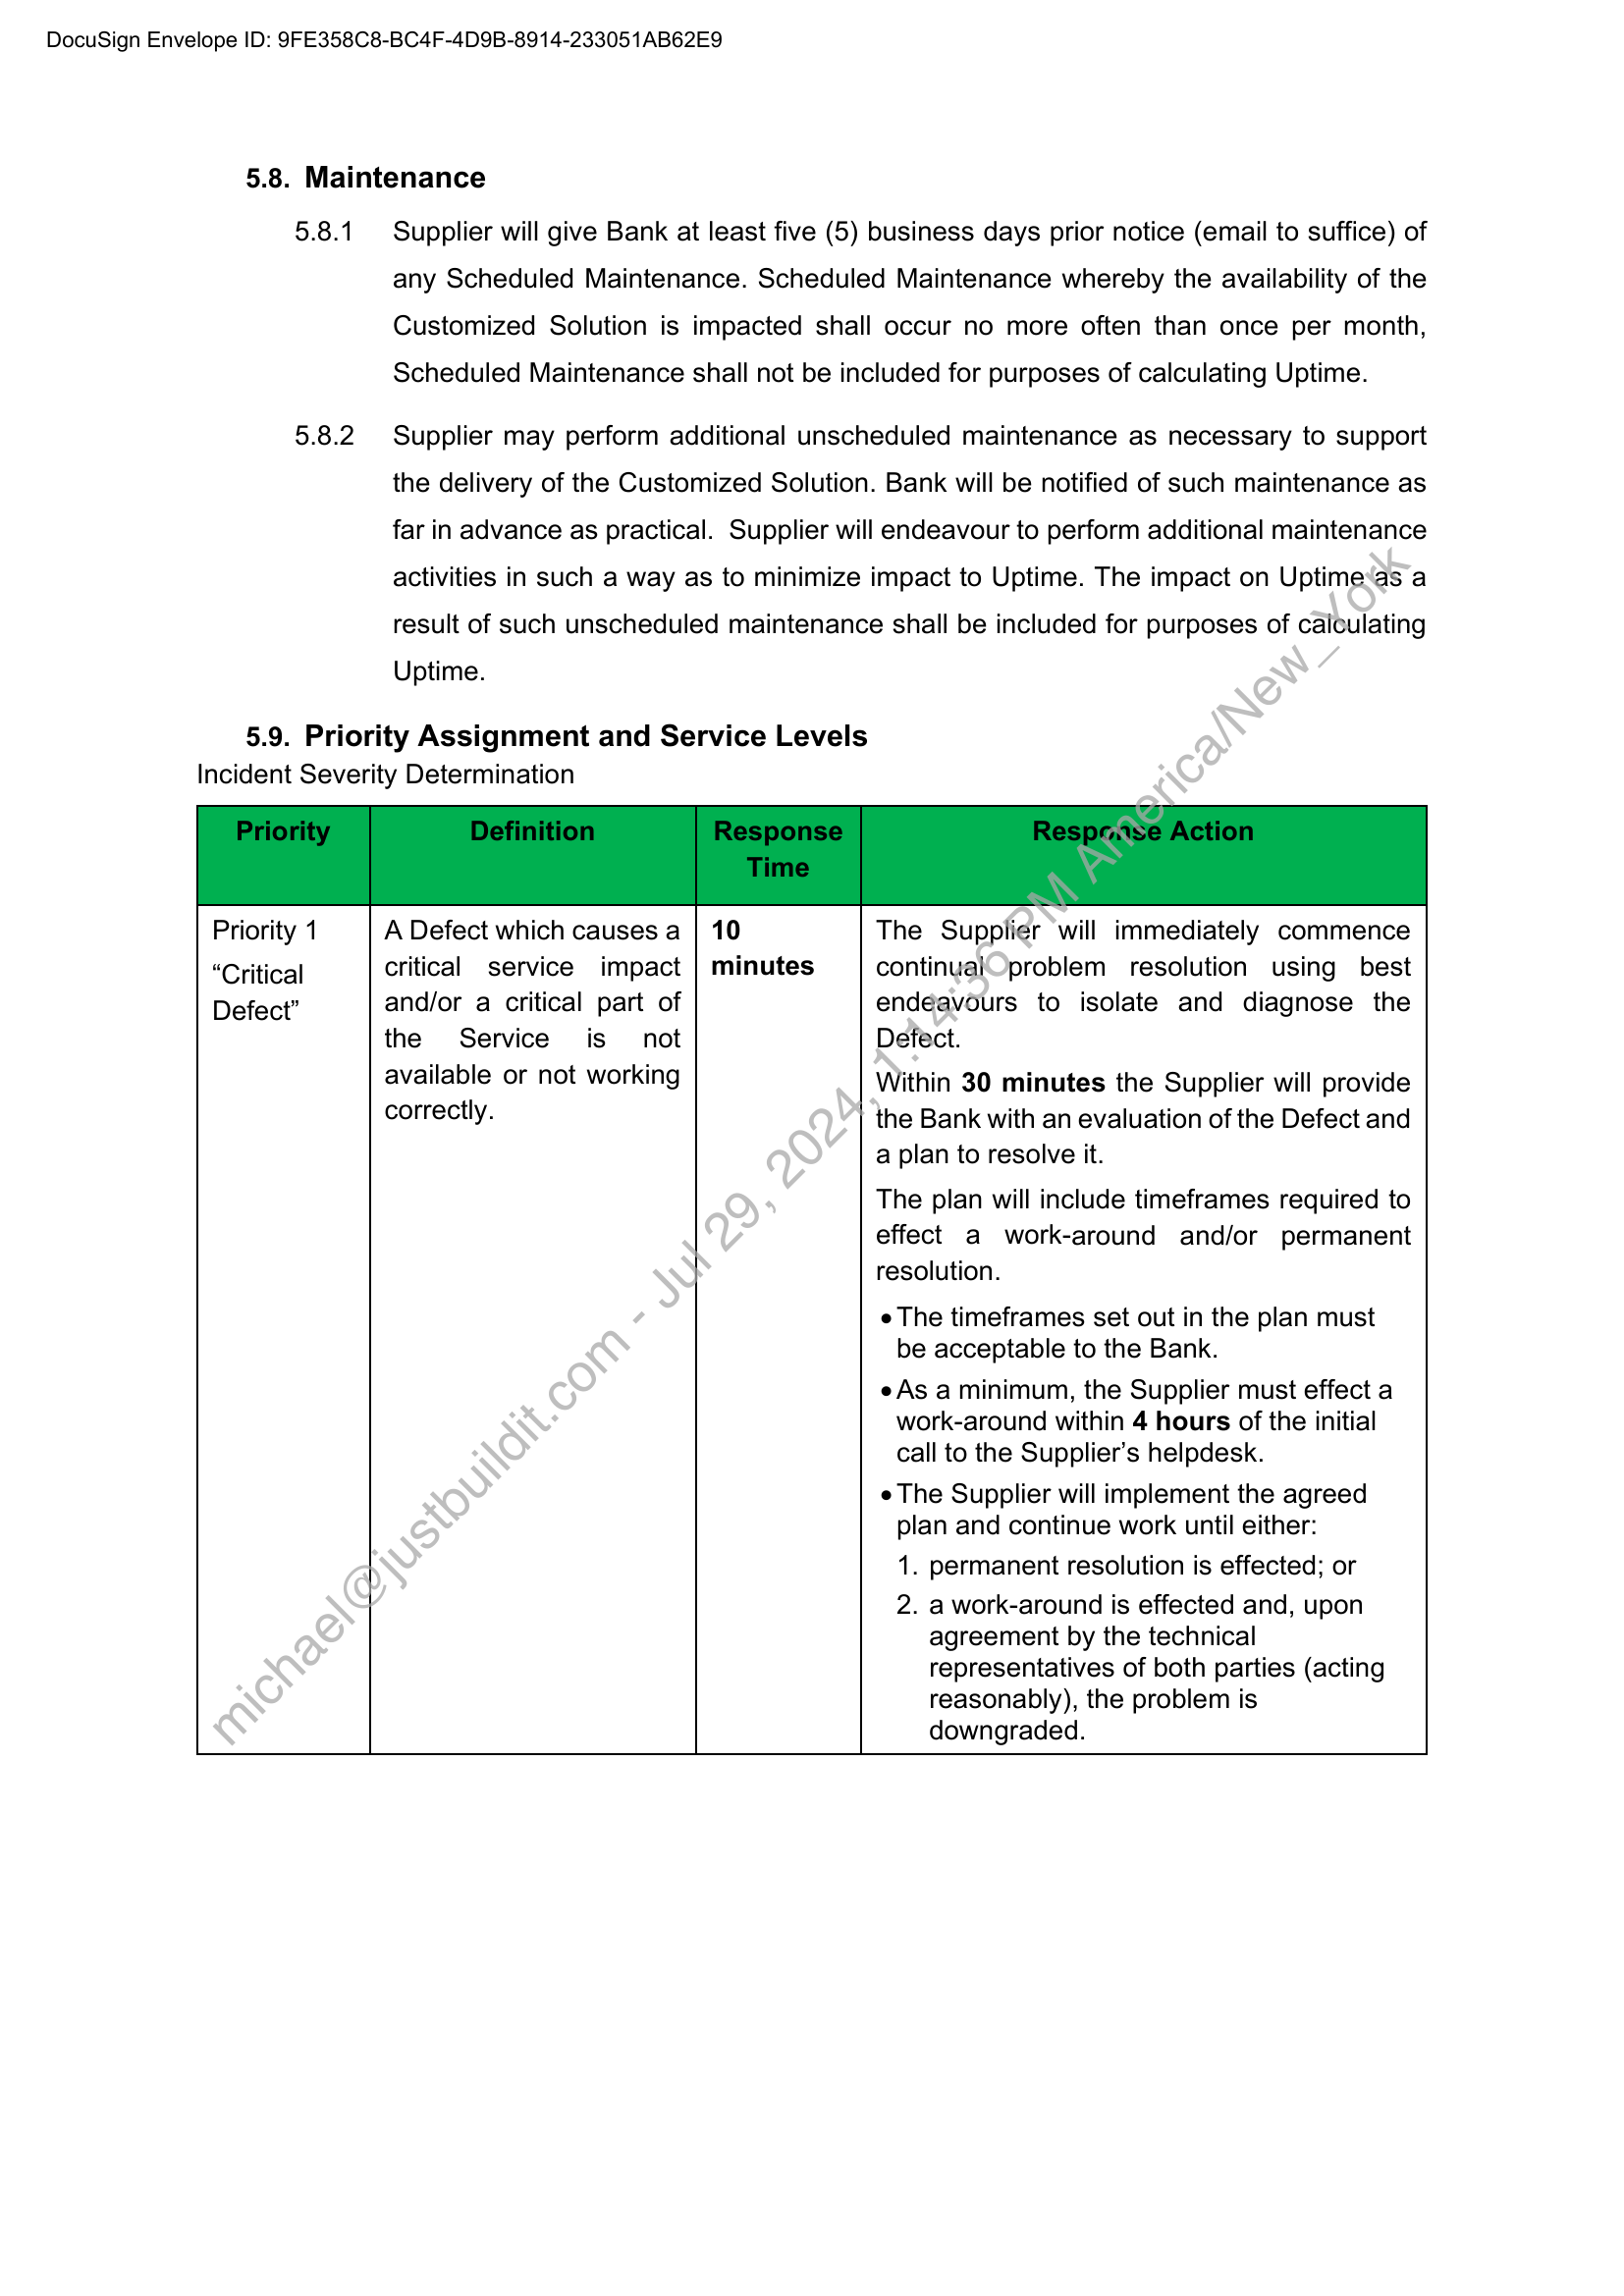 DocuSign Envelope ID: 9FE358C8-BC4F-4D9B-8914-233051AB62E9
5.8. Maintenance
5.8.1 Supplier will give Bank at least five (5) business days prior notice (email to suffice) of
any Scheduled Maintenance. Scheduled Maintenance whereby the availability of the
Customized Solution is impacted shall occur no more often than once per month,
Scheduled Maintenance shall not be included for purposes of calculating Uptime.
5.8.2 Supplier may perform additional unscheduled maintenance as necessary to support
the delivery of the Customized Solution. Bank will be notified of such maintenance as
far in advance as practical. Supplier will endeavour to perform additional maintenance
activities in such a way as to minimize impact to Uptime. The impact on Uptime as a
result of such unscheduled maintenance shall be included for purposes of calculating
Uptime.
5.9. Priority Assignment and Service Levels
Incident Severity Determination
Priority
Definition
Response
Time
Response Action
Priority 1
“Critical
Defect”
A Defect which causes a
critical service impact
and/or a critical part of
the Service is not
available or not working
correctly.
10
minutes
The Supplier will immediately commence
continual problem resolution using best
endeavours to isolate and diagnose the
Defect.
Within 30 minutes the Supplier will provide
the Bank with an evaluation of the Defect and
a plan to resolve it.
The plan will include timeframes required to
effect a work-around and/or permanent
resolution.
• The timeframes set out in the plan must
be acceptable to the Bank.
• As a minimum, the Supplier must effect a
work-around within 4 hours of the initial
call to the Supplier’s helpdesk.
• The Supplier will implement the agreed
plan and continue work until either:
1. permanent resolution is effected; or
2. a work-around is effected and, upon
agreement by the technical
representatives of both parties (acting
reasonably), the problem is
downgraded.
michael@justbuildit.com - Jul 29, 2024, 1:14:36 PM America/New_York